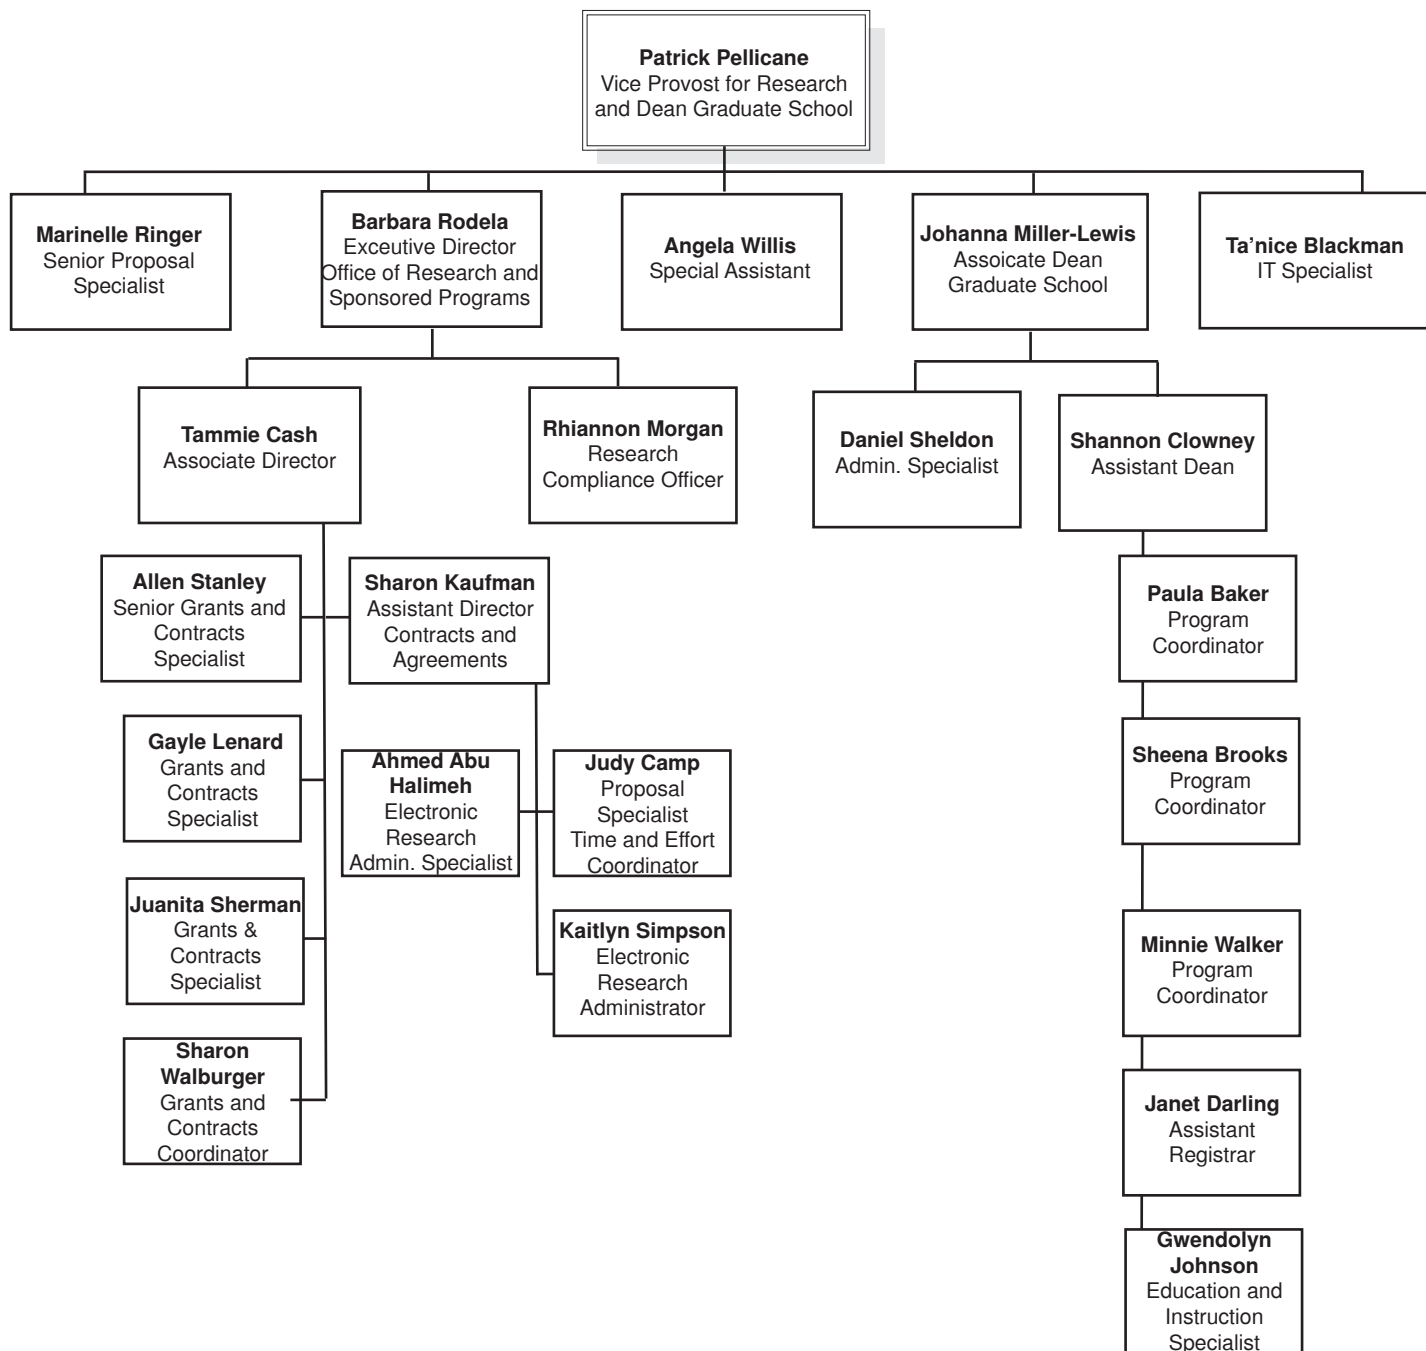 Patrick Pellicane
Vice Provost for Research
and Dean Graduate School
Marinelle Ringer
Senior Proposal
Specialist
Barbara Rodela
Exceutive Director
Office of Research and
Sponsored Programs
Angela Willis
Special Assistant
Johanna Miller-Lewis
Assoicate Dean
Graduate School
Ta’nice Blackman
IT Specialist
Tammie Cash
Associate Director
Rhiannon Morgan
Research
Compliance Officer
Daniel Sheldon
Admin. Specialist
Shannon Clowney
Assistant Dean
Allen Stanley
Senior Grants and
Contracts
Specialist
Sharon Kaufman
Assistant Director
Contracts and
Agreements
Paula Baker
Program
Coordinator
Gayle Lenard
Grants and
Contracts
Specialist
Ahmed Abu
Halimeh
Electronic
Research
Admin. Specialist
Judy Camp
Proposal
Specialist
Time and Effort
Coordinator
Sheena Brooks
Program
Coordinator
Juanita Sherman
Grants &
Contracts
Specialist
Kaitlyn Simpson
Electronic
Research
Administrator
Minnie Walker
Program
Coordinator
Sharon
Walburger
Grants and
Contracts
Coordinator
Janet Darling
Assistant
Registrar
Gwendolyn
Johnson
Education and
Instruction
Specialist